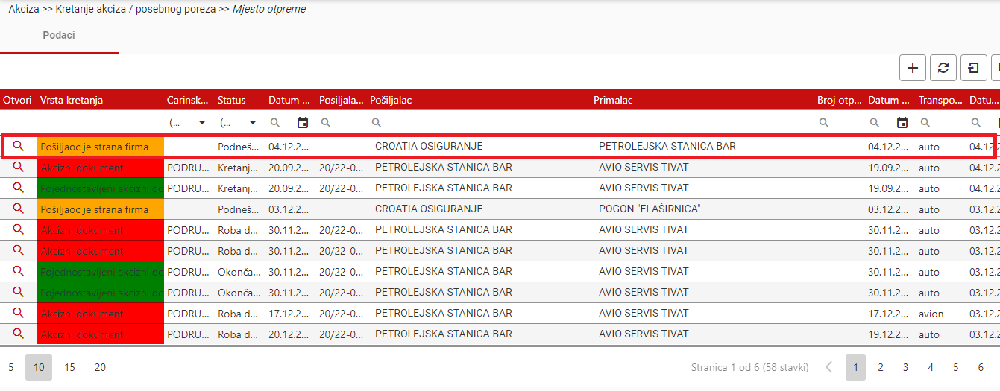 Akciza >> Kretanje akciza / posebnog poreza >> Mjesto otpreme
Podaci
Otvori Vrsta kretanja Carinsk... Status Datum ... Posiljala... Pošiljalac Primalac Broj otp... Datum ... Transpo... Datu...
(... (...
Pošiljaoc je strana firma Podneš... 04.12.2... CROATIA OSIGURANJE PETROLEJSKA STANICA BAR 04.12.2... auto 04.12.2
Akcizni dokument PODRU... Kretanj... 20.09.2... 20/22-0... PETROLEJSKA STANICA BAR AVIO SERVIS TIVAT 19.09.2... auto 04.12.2
Pojednostavljeni akcizni do PODRU... Kretanj... 20.09.2... 20/22-0... PETROLEJSKA STANICA BAR AVIO SERVIS TIVAT 19.09.2... auto 04.12.2
Pošiljaoc je strana firma Podneš... 03.12.2... CROATIA OSIGURANJE POGON "FLAŠIRNICA" 03.12.2... auto 03.12.2
Akcizni dokument PODRU... Roba d... 30.11.2... 20/22-0... PETROLEJSKA STANICA BAR AVIO SERVIS TIVAT 30.11.2... auto 03.12.2
Akcizni dokument PODRU... Roba d... 30.11.2... 20/22-0... PETROLEJSKA STANICA BAR AVIO SERVIS TIVAT 30.11.2... auto 03.12.2
Pojednostavljeni akcizni do PODRU... Okonča... 30.11.2... 20/22-0... PETROLEJSKA STANICA BAR AVIO SERVIS TIVAT 30.11.2... auto 03.12.2
Pojednostavljeni akcizni do PODRU... Okonča... 30.11.2... 20/22-0... PETROLEJSKA STANICA BAR AVIO SERVIS TIVAT 30.11.2... auto 03.12.2
Akcizni dokument PODRU... Roba d... 17.12.2... 20/22-0... PETROLEJSKA STANICA BAR AVIO SERVIS TIVAT 17.12.2... avion 03.12.2
Akcizni dokument PODRU... Roba d... 20.12.2... 20/22-0... PETROLEJSKA STANICA BAR AVIO SERVIS TIVAT 19.12.2... auto 03.12.2
5 10 15 20 Stranica 1 od 6 (58 stavki) 1 2 3 4 5 6